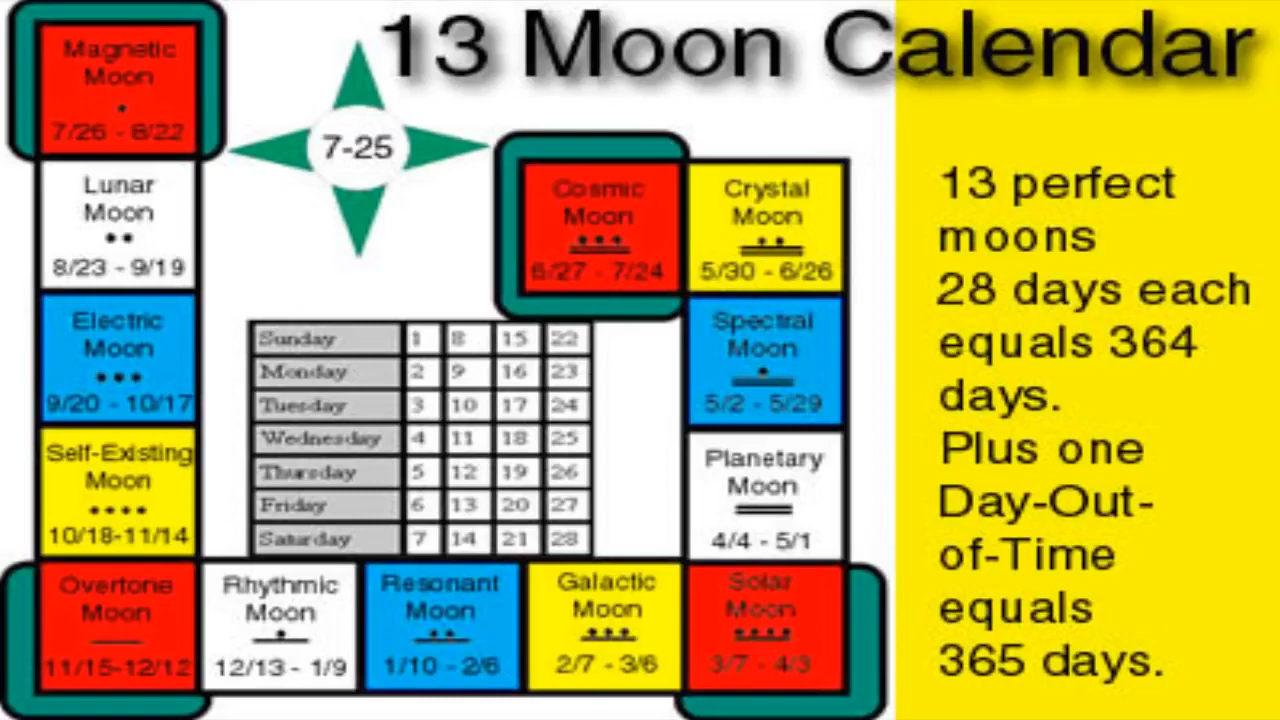 13 Moon Calendar
Magnetic
Moon
7/26 - 8/22
7-25
Lunar
Moon
8/23 - 9/19
Electric
Moon
9/20 - 10/17
Self-Existing
Moon
10/18-11/14
Overtone
Moon
11/15-12/12
Rhythmic
Moon
12/13 - 1/9
Resonant
Moon
1/10 - 2/6
Galactic
Moon
2/7 - 3/6
Solar
Moon
3/7 - 4/3
Planetary
Moon
4/4 - 5/1
Spectral
Moon
5/2 - 5/29
Crystal
Moon
5/30 - 6/26
Cosmic
Moon
6/27 - 7/24
Sunday 1 8 15 22
Monday 2 9 16 23
Tuesday 3 10 17 24
Wednesday 4 11 18 25
Thursday 5 12 19 26
Friday 6 13 20 27
Saturday 7 14 21 28
13 perfect
moons
28 days each
equals 364
days.
Plus one
Day-Out-
of-Time
equals
365 days.